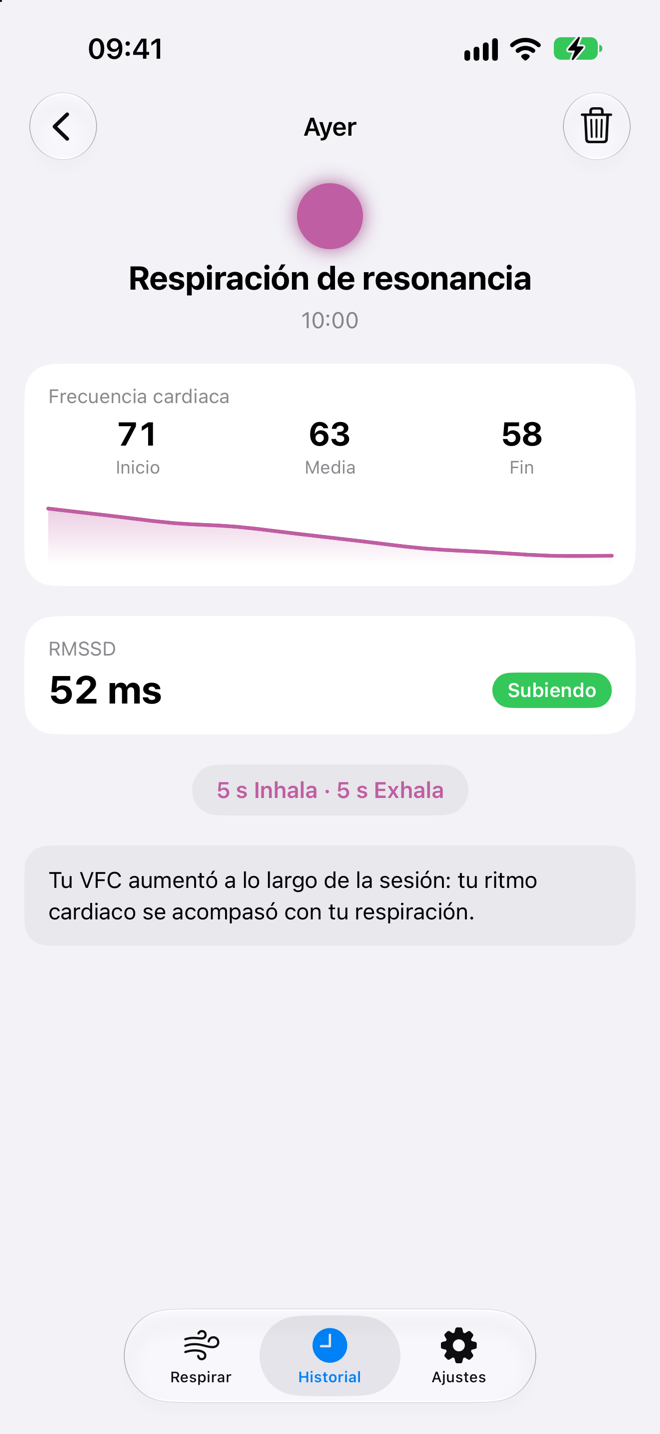 09:41
Ayer
Respiración de resonancia
10:00
Frecuencia cardiaca
71 63 58
Inicio Media Fin
RMSSD
52 ms
Subiendo
5 s Inhala · 5 s Exhala
Tu VFC aumentó a lo largo de la sesión: tu ritmo
cardiaco se acompasó con tu respiración.
Respirar Historial Ajustes